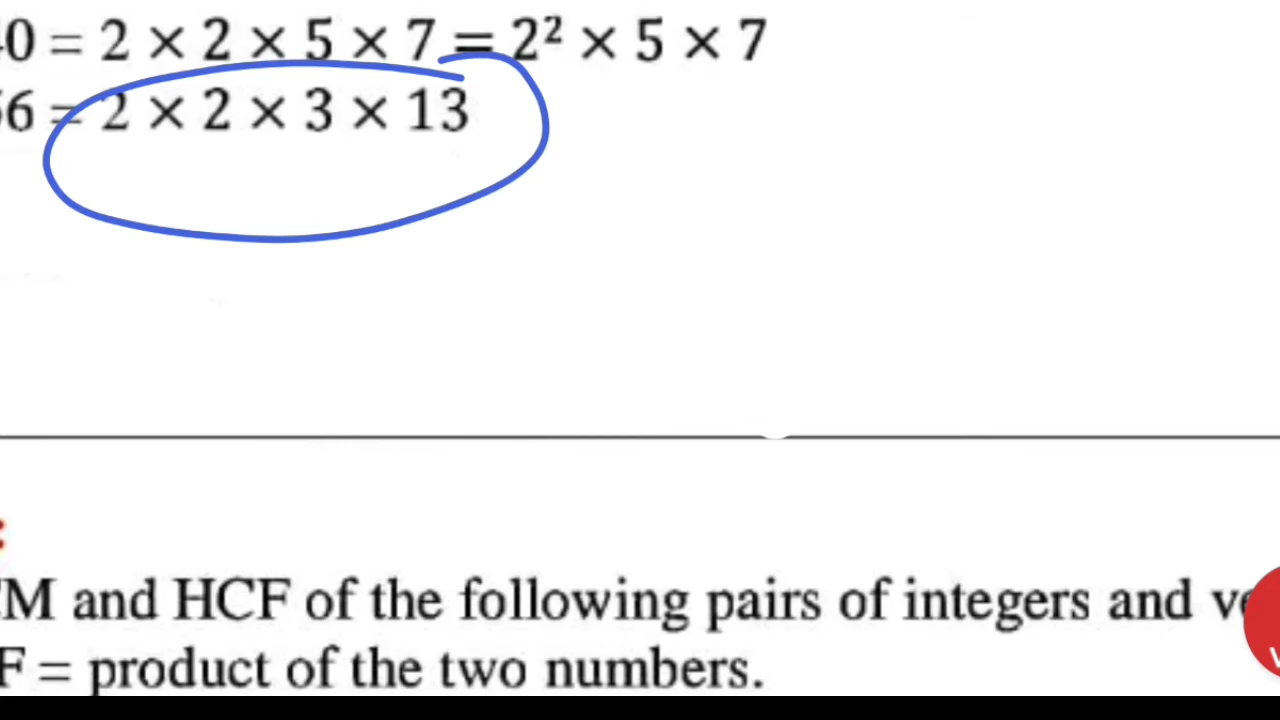 0 = 2 × 2 × 5 × 7 = 2² × 5 × 7
6 = 2 × 2 × 3 × 13
M and HCF of the following pairs of integers and ve
F = product of the two numbers.